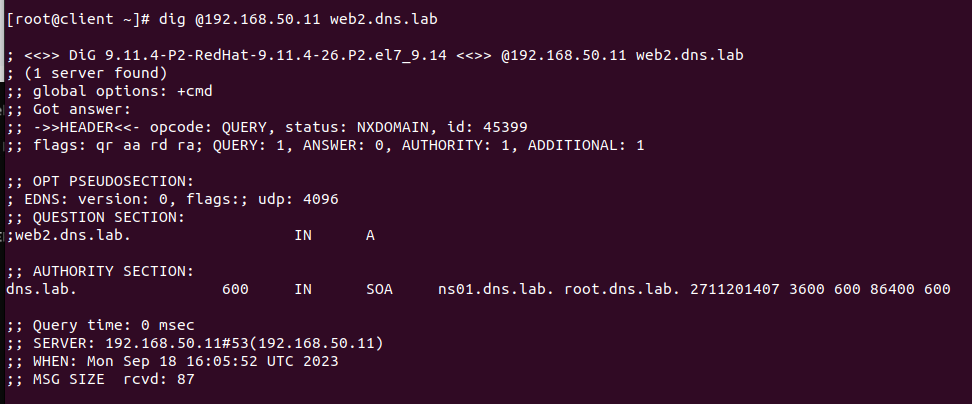 [root@client ~]# dig @192.168.50.11 web2.dns.lab
; <<>> DiG 9.11.4-P2-RedHat-9.11.4-26.P2.el7_9.14 <<>> @192.168.50.11 web2.dns.lab
; (1 server found)
;; global options: +cmd
;; Got answer:
;; ->>HEADER<<- opcode: QUERY, status: NXDOMAIN, id: 45399
;; flags: qr aa rd ra; QUERY: 1, ANSWER: 0, AUTHORITY: 1, ADDITIONAL: 1
;; OPT PSEUDOSECTION:
; EDNS: version: 0, flags:; udp: 4096
;; QUESTION SECTION:
;web2.dns.lab. IN A
;; AUTHORITY SECTION:
dns.lab. 600 IN SOA ns01.dns.lab. root.dns.lab. 2711201407 3600 600 86400 600
;; Query time: 0 msec
;; SERVER: 192.168.50.11#53(192.168.50.11)
;; WHEN: Mon Sep 18 16:05:52 UTC 2023
;; MSG SIZE  rcvd: 87